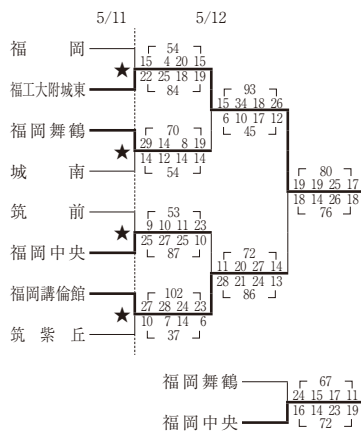 5/11 5/12
福岡
54
15 4 20 15
★
22 25 18 19
84
福工大附城東
93
15 34 18 26
6 10 17 12
45
福岡舞鶴
70
29 14 8 19
★
14 12 14 14
54
城南
80
19 19 25 17
18 14 26 18
76
筑前
53
9 10 11 23
★
25 27 25 10
87
福岡中央
72
11 20 27 14
28 21 24 13
86
福岡講倫館
102
27 28 24 23
★
10 7 14 6
37
筑紫丘
福岡舞鶴
67
24 15 17 11
16 14 23 19
72
福岡中央